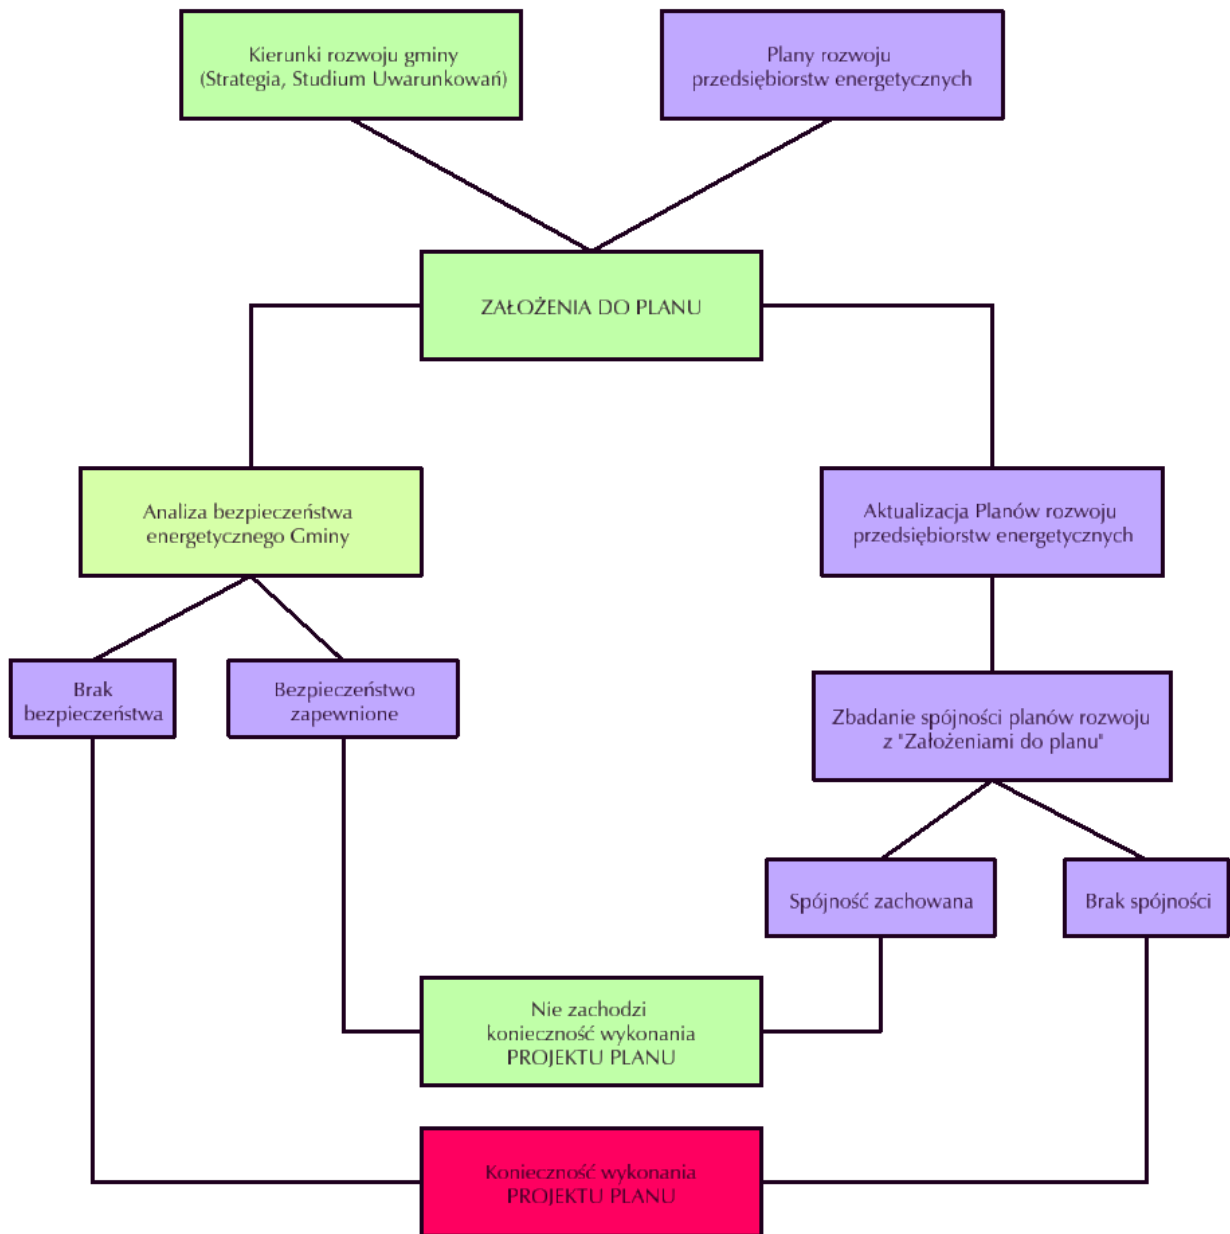 Kierunki rozwoju gminy
(Strategia, Studium Uwarunkowań)
Plany rozwoju
przedsiębiorstw energetycznych
ZAŁOŻENIA DO PLANU
Analiza bezpieczeństwa
energetycznego Gminy
Aktualizacja Planów rozwoju
przedsiębiorstw energetycznych
Brak
bezpieczeństwa
Bezpieczeństwo
zapewnione
Zbadanie spójności planów rozwoju
z "Założeniami do planu"
Spójność zachowana
Brak spójności
Nie zachodzi
konieczność wykonania
PROJEKTU PLANU
Konieczność wykonania
PROJEKTU PLANU